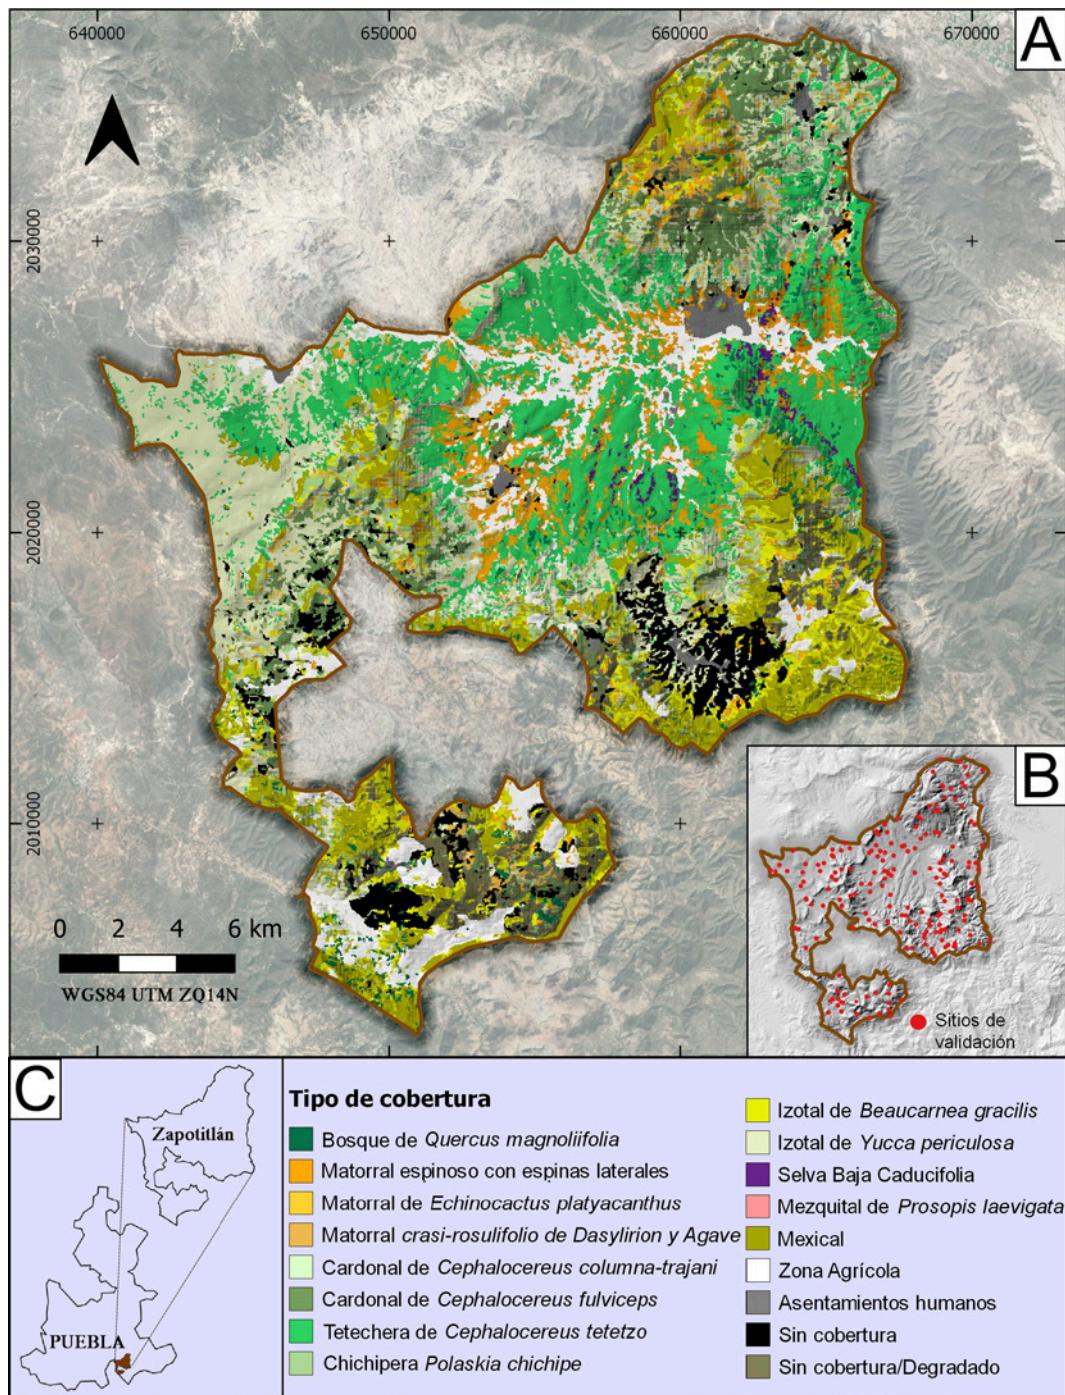 640000
650000
660000
670000
A
2030000
2020000
2010000
0 2 4 6 km
WGS84 UTM ZQ14N
B
Sitios de
validación
C
Zapotitlán
PUEBLA
Tipo de cobertura
Bosque de Quercus magnoliifolia
Matorral espinoso con espinas laterales
Matorral de Echinocactus platyacanthus
Matorral crasi-rosulifolio de Dasylirion y Agave
Cardonal de Cephalocereus columna-trajani
Cardonal de Cephalocereus fulviceps
Tetechera de Cephalocereus tetetzo
Chichipera Polaskia chichipe
Izotal de Beaucarnea gracilis
Izotal de Yucca periculosa
Selva Baja Caducifolia
Mezquital de Prosopis laevigata
Mexical
Zona Agrícola
Asentamientos humanos
Sin cobertura
Sin cobertura/Degradado